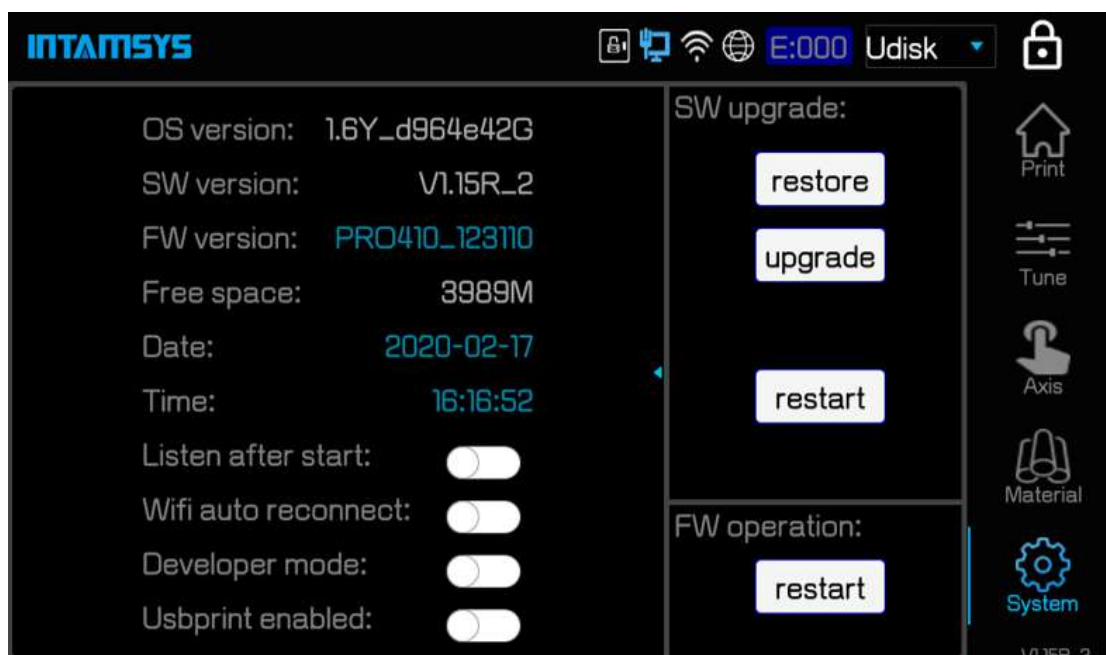 INTAMSYS
E:000 Udisk
OS version: 1.6Y_d964e42G
SW version: V1.15R_2
FW version: PRO410_123110
Free space: 3989M
Date: 2020-02-17
Time: 16:16:52
Listen after start:
Wifi auto reconnect:
Developer mode:
Usbprint enabled:
SW upgrade:
restore
upgrade
restart
FW operation:
restart
Print
Tune
Axis
Material
System
V1.15R_2